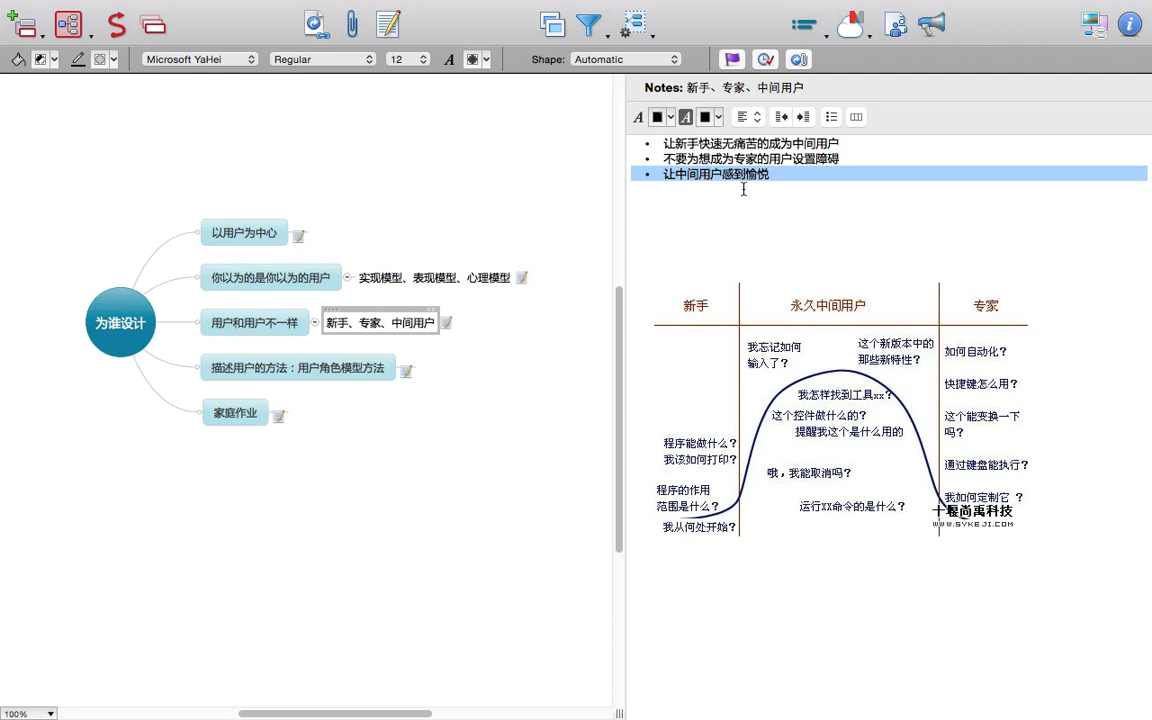 Microsoft YaHei
Regular
12
Shape:
Automatic
Notes: 新手、专家、中间用户
• 让新手快速无痛苦的成为中间用户
• 不要为想成为专家的用户设置障碍
• 让中间用户感到愉悦
为谁设计
以用户为中心
你以为的是你以为的用户
实现模型、表现模型、心理模型
用户和用户不一样
新手、专家、中间用户
描述用户的方法：用户角色模型方法
家庭作业
新手
永久中间用户
专家
我忘记如何
输入了？
这个新版本中的
那些新特性？
如何自动化？
快捷键怎么用？
我怎样找到工具xx？
这个控件做什么的？
提醒我这个是什么用的
这个能变换一下
吗？
程序能做什么？
我该如何打印？
哦，我能取消吗？
通过键盘能执行？
程序的作用
范围是什么？
运行XX命令的是什么？
我如何定制它 ？
十堰尚禹科技
WWW.SYKEJI.COM
我从何处开始？
100%